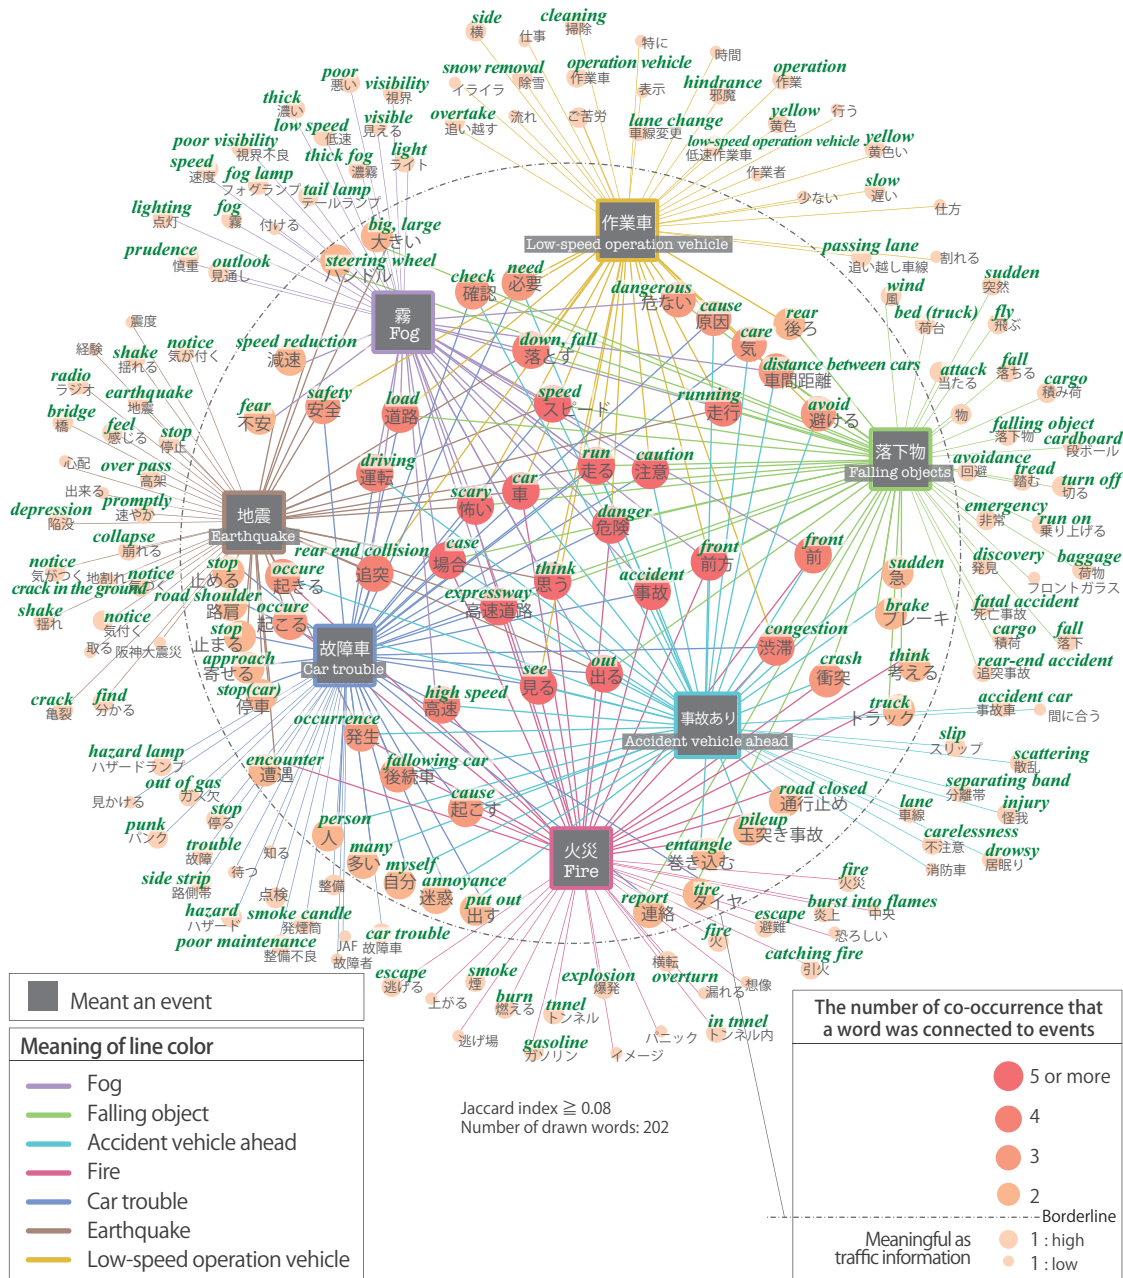 side
横
仕事
cleaning
掃除
特に
時間
snow removal
除雪
イライラ
operation vehicle
作業車
表示
hindrance
邪魔
operation
作業
overtake
追い越す
流れ
ご苦労
lane change
車線変更
yellow
黄色
行う
low-speed operation vehicle
低速作業車
yellow
黄色い
作業者
少ない
slow
遅い
仕方
poor
悪い
visibility
視界
thick
濃い
low speed
低速
visible
見える
poor visibility
視界不良
thick fog
濃霧
light
ライト
speed
速度
fog lamp
フォグランプ
tail lamp
テールランプ
lighting
点灯
fog
霧
付ける
big, large
大きい
prudence
慎重
outlook
見通し
steering wheel
ハンドル
作業車
Low-speed operation vehicle
check
確認
need
必要
dangerous
危ない
cause
原因
care
気
rear
後ろ
passing lane
追い越し車線
割れる
wind
風
sudden
突然
bed (truck)
荷台
fly
飛ぶ
霧
Fog
震度
経験
shake
揺れる
notice
気が付く
speed reduction
減速
down, fall
落とす
distance between cars
車間距離
attack
当たる
fall
落ちる
cargo
積み荷
radio
ラジオ
earthquake
地震
fear
不安
safety
安全
load
道路
speed
スピード
running
走行
avoid
避ける
物
falling object
落下物
bridge
橋
feel
感じる
stop
停止
cardboard
段ボール
落下物
Falling objects
avoidance
回避
tread
踏む
turn off
切る
心配
over pass
高架
driving
運転
run
走る
caution
注意
出来る
promptly
速やか
scary
怖い
car
車
emergency
非常
run on
乗り上げる
depression
陥没
地震
Earthquake
danger
危険
collapse
崩れる
rear end collision
追突
case
場合
front
前方
front
前
discovery
発見
フロントガラス
baggage
荷物
notice
気がつく
地割れ
notice
crack in the ground
stop
止める
occure
起きる
think
思う
accident
事故
sudden
急
fatal accident
死亡事故
shake
揺れ
notice
気付く
road shoulder
路肩
occure
起こる
expressway
高速道路
brake
ブレーキ
cargo
積荷
fall
落下
取る
阪神大震災
stop
止まる
故障車
Car trouble
congestion
渋滞
think
考える
rear-end accident
追突事故
approach
寄せる
see
見る
out
出る
crash
衝突
crack
亀裂
find
分かる
stop(car)
停車
high speed
高速
事故あり
Accident vehicle ahead
truck
トラック
accident car
事故車
間に合う
occurrence
発生
slip
スリップ
scattering
散乱
hazard lamp
ハザードランプ
encounter
遭遇
fallowing car
後続車
separating band
分離帯
out of gas
ガス欠
見かける
cause
起こす
road closed
通行止め
lane
車線
injury
怪我
stop
停る
punk
パンク
person
人
pileup
玉突き事故
carelessness
不注意
drowsy
居眠り
trouble
故障
知る
many
多い
myself
自分
火災
Fire
entangle
巻き込む
消防車
side strip
路側帯
待つ
点検
整備
annoyance
迷惑
put out
出す
report
連絡
fire
タイヤ
fire
火災
hazard
ハザード
smoke candle
発煙筒
burst into flames
炎上
中央
poor maintenance
整備不良
JAF
故障車
故障者
car trouble
fire
火
escape
避難
恐ろしい
catching fire
引火
escape
逃げる
上がる
smoke
煙
explosion
爆発
横転
overturn
漏れる
想像
burn
燃える
tnnel
トンネル
パニック
in tnnel
トンネル内
逃げ場
gasoline
ガソリン
イメージ
Meant an event
Meaning of line color
Fog
Falling object
Accident vehicle ahead
Fire
Car trouble
Earthquake
Low-speed operation vehicle
Jaccard index ≧ 0.08
Number of drawn words: 202
The number of co-occurrence that
a word was connected to events
5 or more
4
3
2
Borderline
Meaningful as
traffic information
1 : high
1 : low